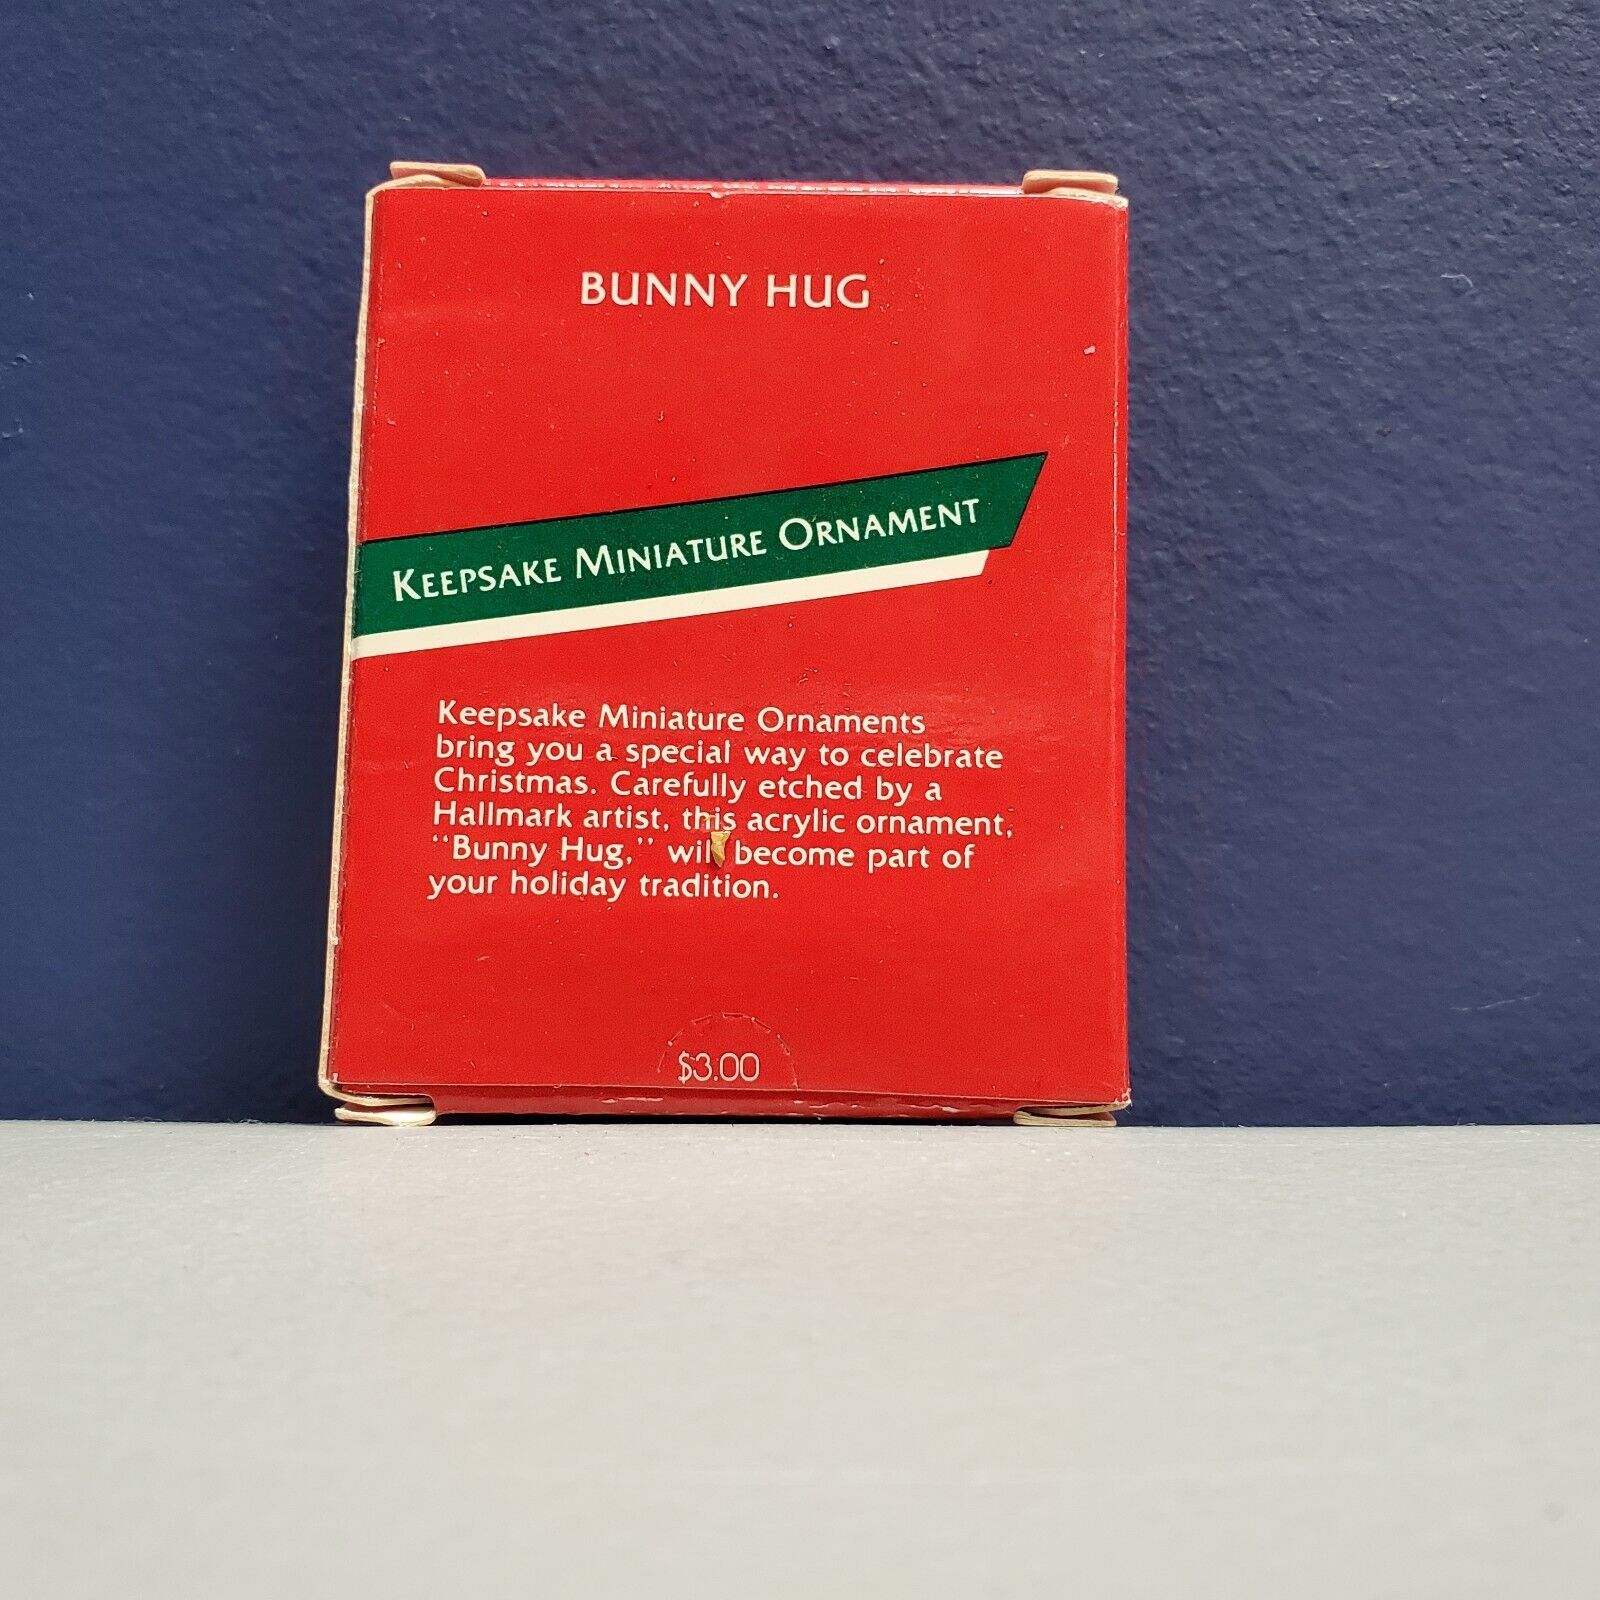 BUNNY HUG
KEEPSAKE MINIATURE ORNAMENT
Keepsake Miniature Ornaments
bring you a special way to celebrate
Christmas. Carefully etched by a
Hallmark artist, this acrylic ornament,
"Bunny Hug," will become part of
your holiday tradition.
$3.00